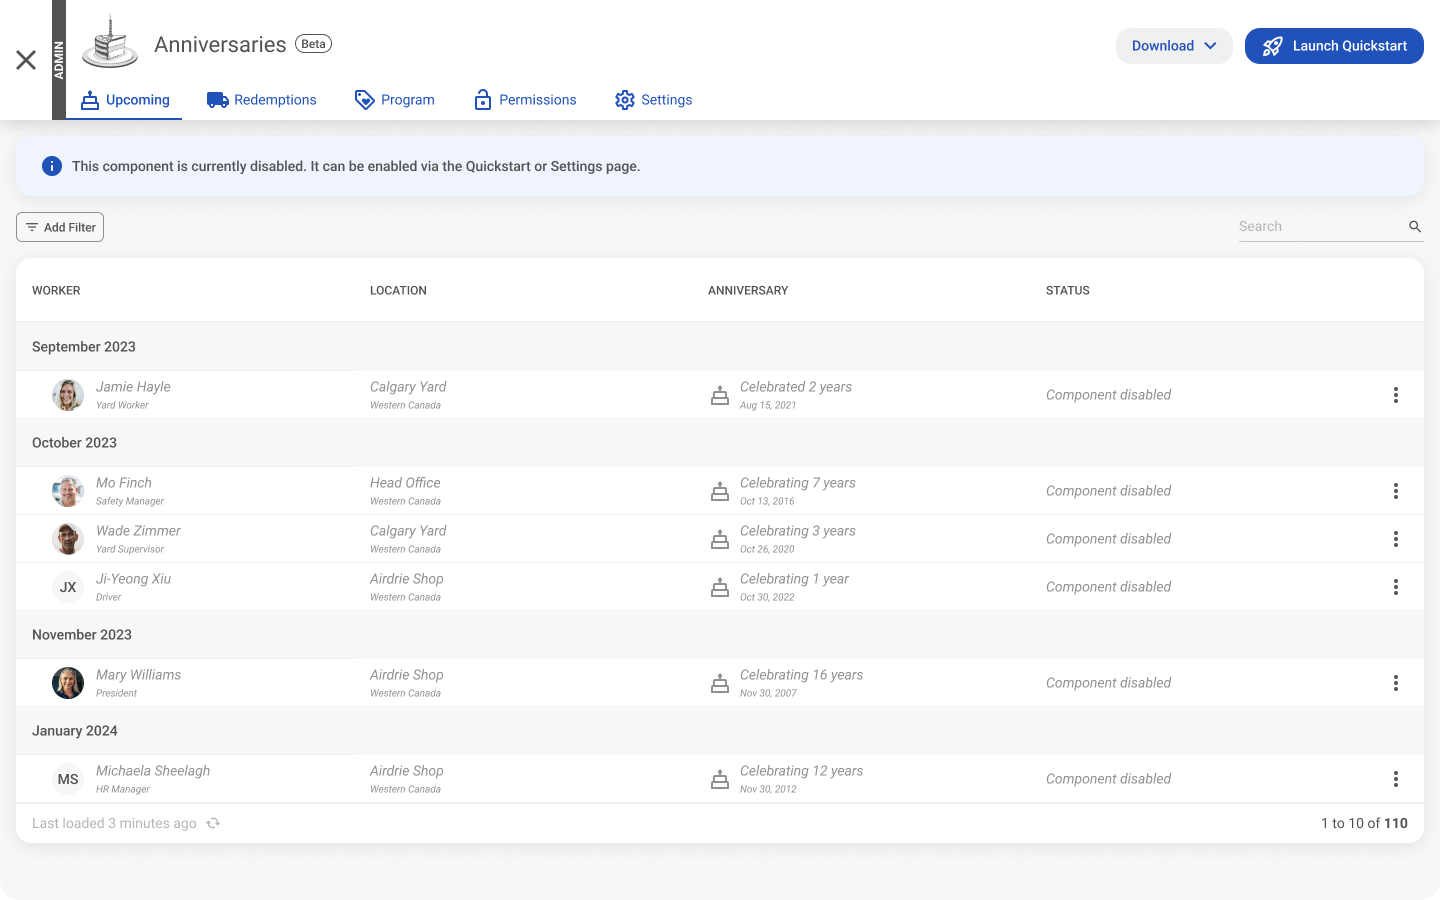 ADMIN
Anniversaries Beta
Download
Launch Quickstart
Upcoming Redemptions Program Permissions Settings
This component is currently disabled. It can be enabled via the Quickstart or Settings page.
Add Filter
Search
WORKER LOCATION ANNIVERSARY STATUS
September 2023
Jamie Hayle Calgary Yard Celebrated 2 years Component disabled
Yard Worker Western Canada Aug 15, 2021
October 2023
Mo Finch Head Office Celebrating 7 years Component disabled
Safety Manager Western Canada Oct 13, 2016
Wade Zimmer Calgary Yard Celebrating 3 years Component disabled
Yard Supervisor Western Canada Oct 26, 2020
JX Ji-Yeong Xiu Airdrie Shop Celebrating 1 year Component disabled
Driver Western Canada Oct 30, 2022
November 2023
Mary Williams Airdrie Shop Celebrating 16 years Component disabled
President Western Canada Nov 30, 2007
January 2024
MS Michaela Sheelagh Airdrie Shop Celebrating 12 years Component disabled
HR Manager Western Canada Nov 30, 2012
Last loaded 3 minutes ago 1 to 10 of 110